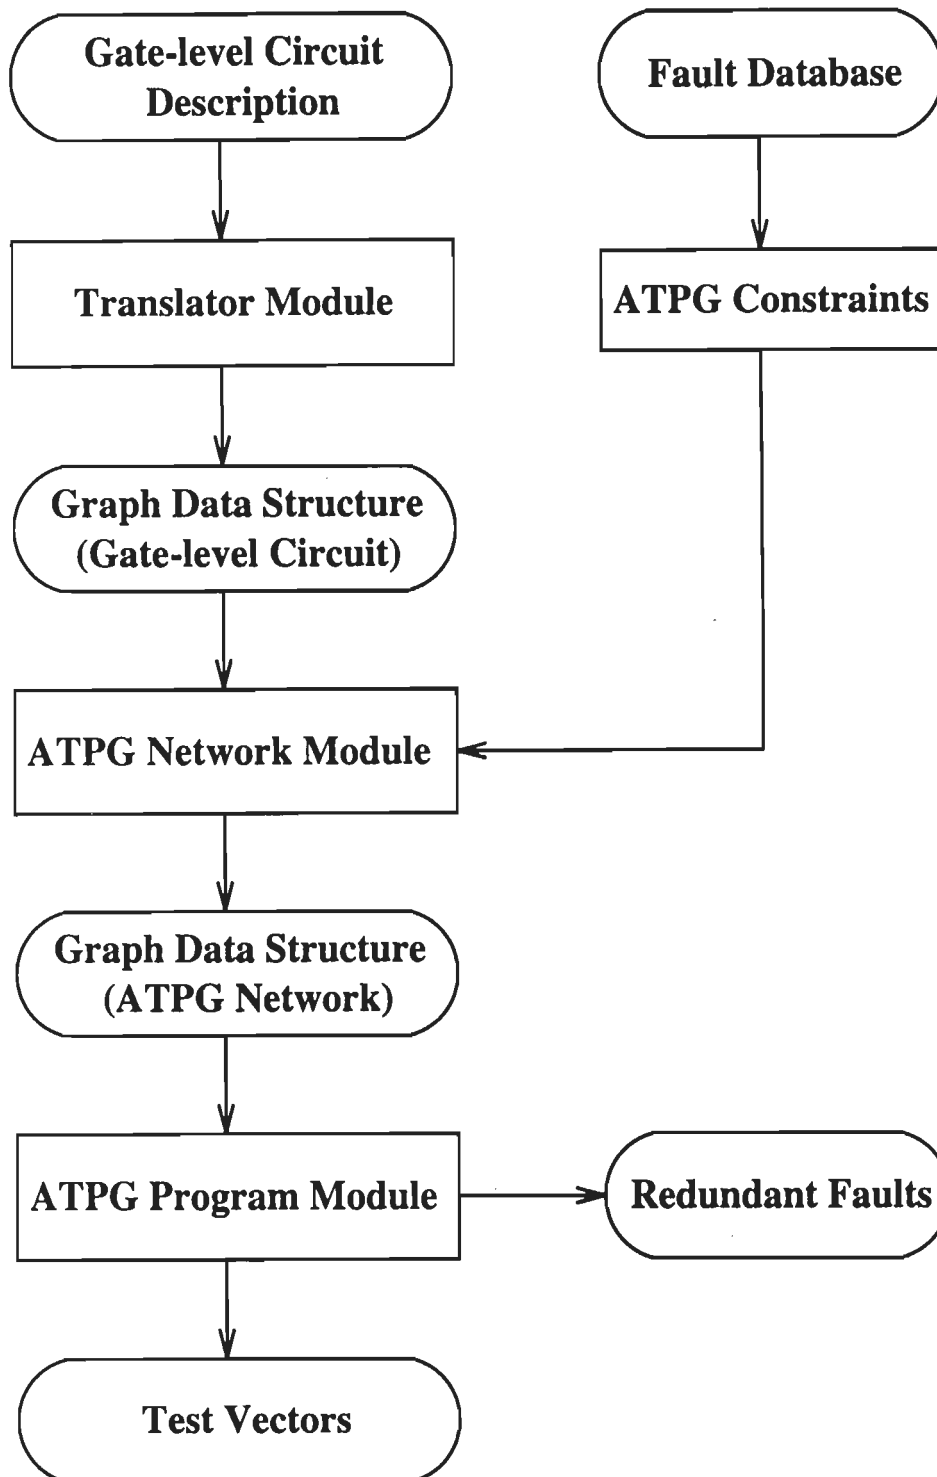 Gate-level Circuit
Description
Fault Database
Translator Module
ATPG Constraints
Graph Data Structure
(Gate-level Circuit)
ATPG Network Module
Graph Data Structure
(ATPG Network)
ATPG Program Module
Redundant Faults
Test Vectors